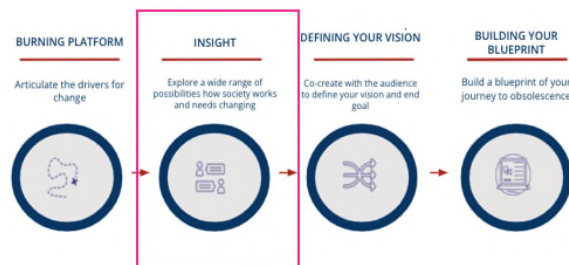 BURNING PLATFORM
Articulate the drivers for
change
INSIGHT
Explore a wide range of
possibilities how society works
and needs changing
DEFINING YOUR VISION
Co-create with the audience
to define your vision and end
goal
BUILDING YOUR
BLUEPRINT
Build a blueprint of your
journey to obsolescence